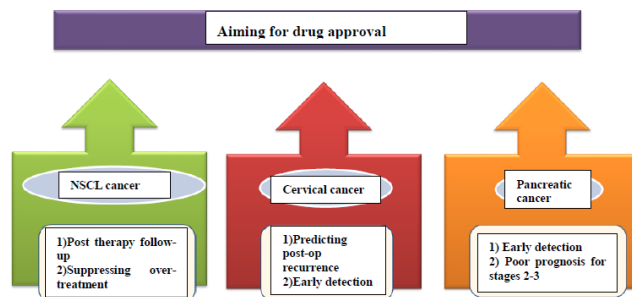 Aiming for drug approval
NSCL cancer
1)Post therapy follow-
up
2)Suppressing over-
treatment
Cervical cancer
1)Predicting
post-op
recurrence
2)Early detection
Pancreatic
cancer
1) Early detection
2) Poor prognosis for
stages 2-3